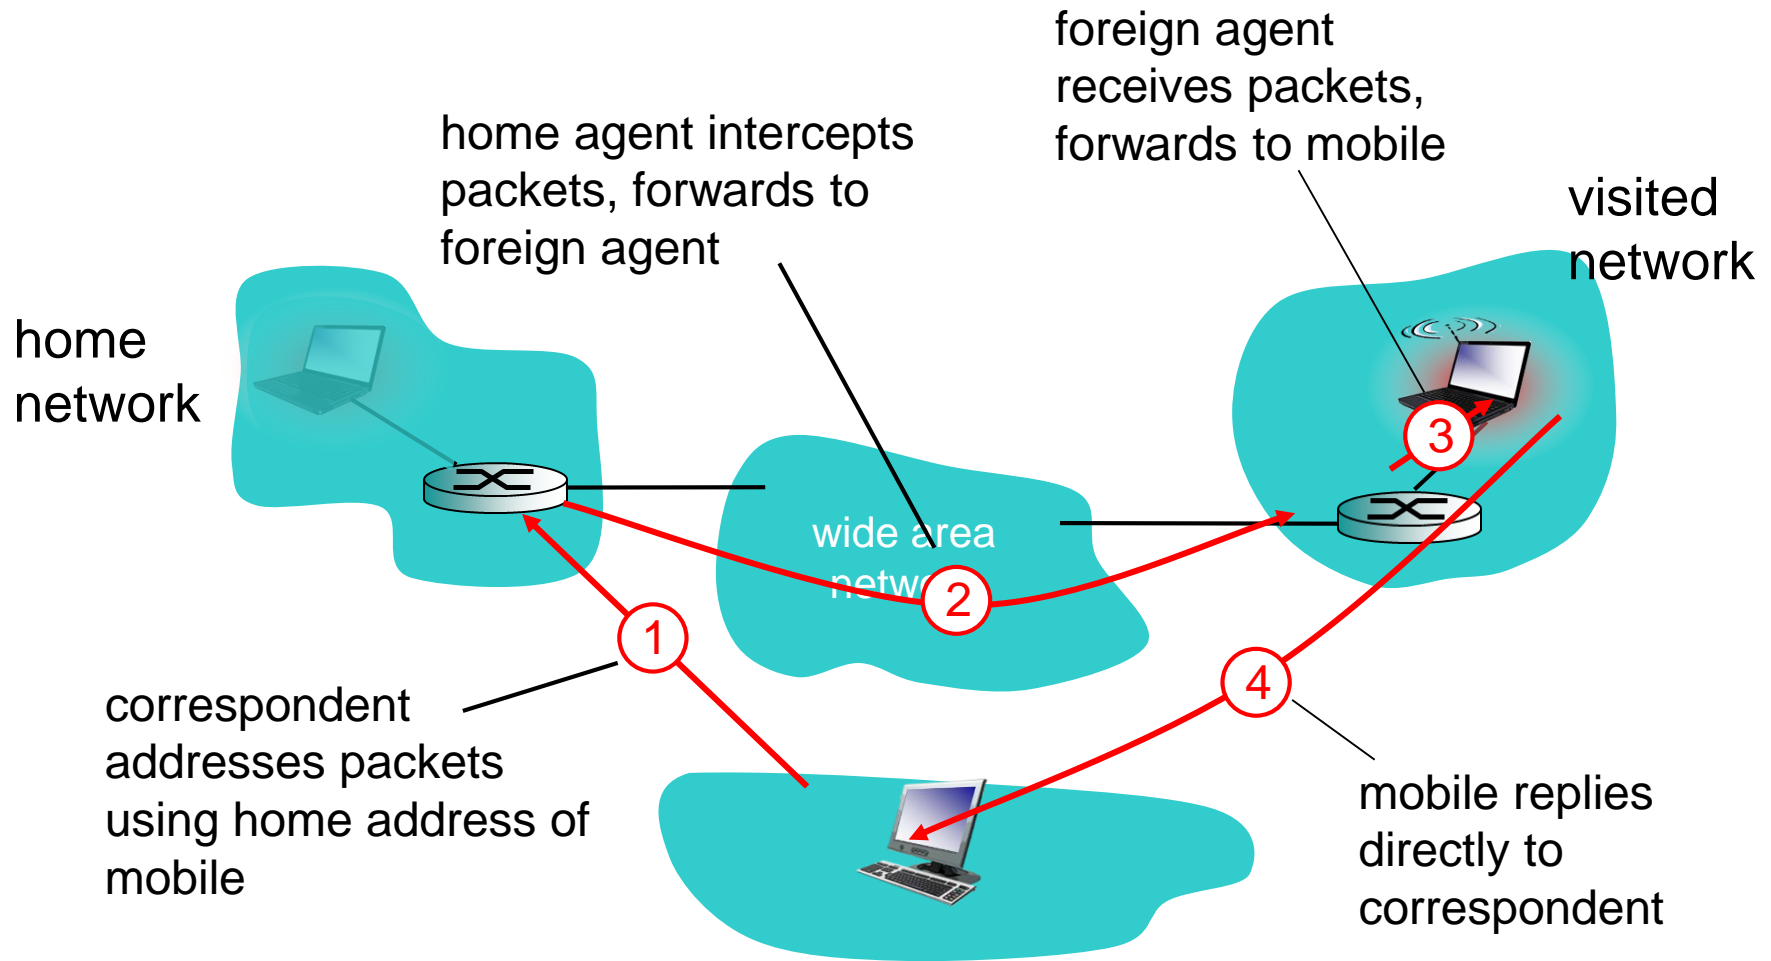 foreign agent
receives packets,
forwards to mobile
home agent intercepts
packets, forwards to
foreign agent
visited
network
home
network
3
wide area
network
2
1
4
correspondent
addresses packets
using home address of
mobile
mobile replies
directly to
correspondent